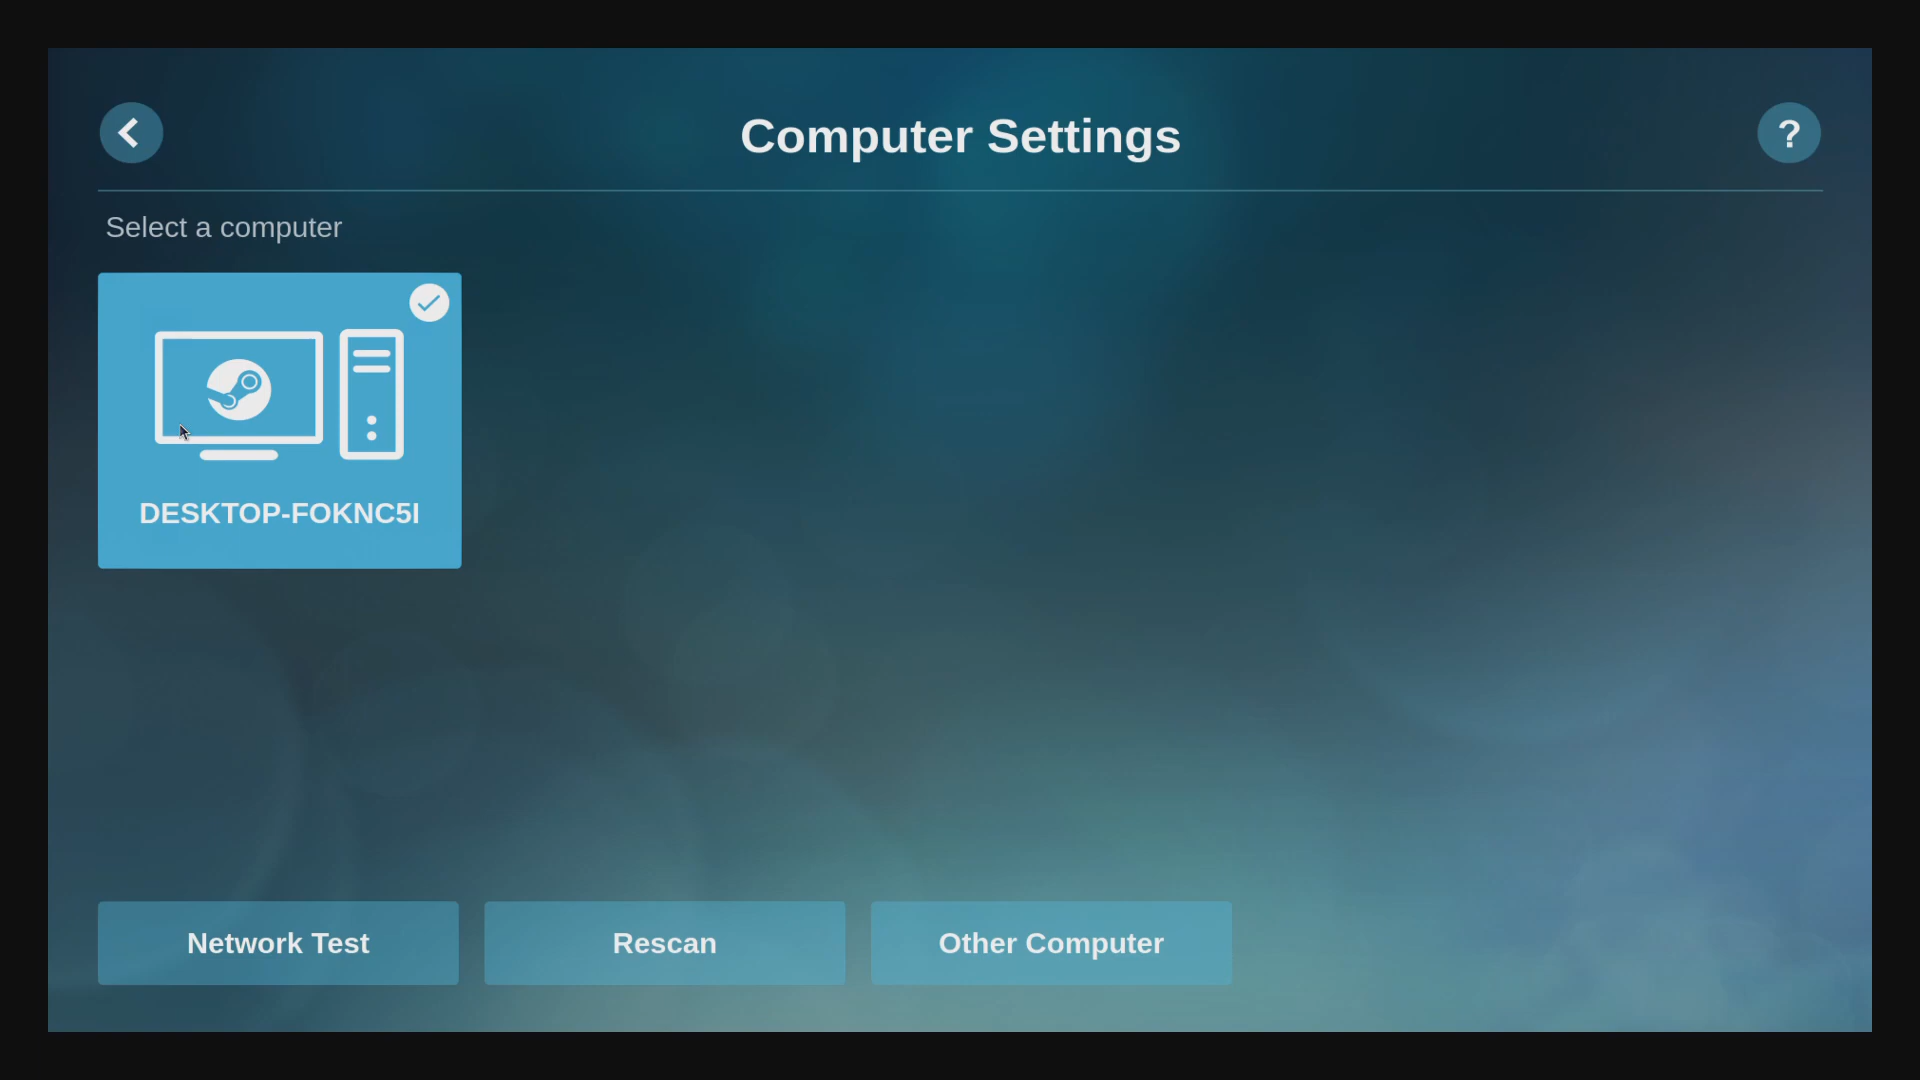 Computer Settings
?
Select a computer
DESKTOP-FOKNC5I
Network Test
Rescan
Other Computer